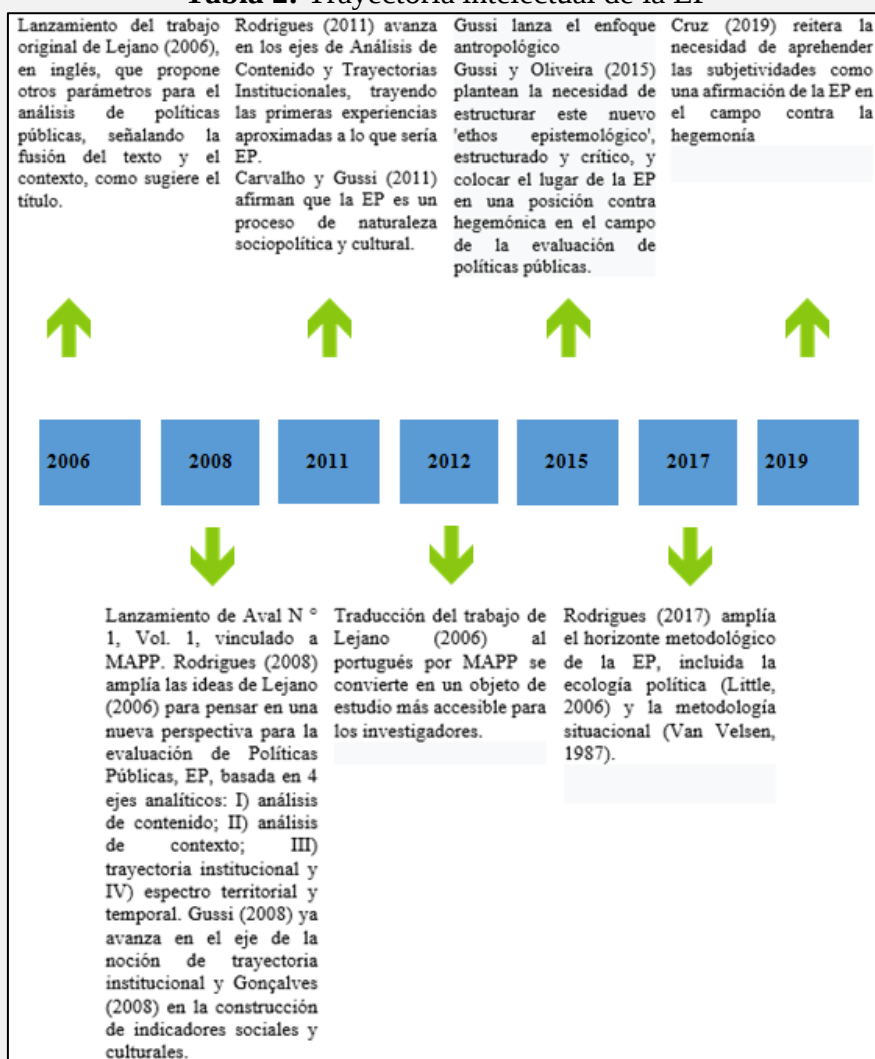 Tabla 2: Trayectoria intelectual de la EP
Lanzamiento del trabajo
original de Lejano (2006),
en inglés, que propone
otros parámetros para el
análisis de políticas
públicas, señalando la
fusión del texto y el
contexto, como sugiere el
título.
Rodrigues (2011) avanza
en los ejes de Análisis de
Contenido y Trayectorias
Institucionales, trayendo
las primeras experiencias
aproximadas a lo que sería
EP.
Carvalho y Gussi (2011)
afirman que la EP es un
proceso de naturaleza
sociopolítica y cultural.
Gussi lanza el enfoque
antropológico
Gussi y Oliveira (2015)
plantean la necesidad de
estructurar este nuevo
'ethos epistemológico',
estructurado y crítico, y
colocar el lugar de la EP
en una posición contra
hegemónica en el campo
de la evaluación de
políticas públicas.
Cruz (2019) reitera la
necesidad de aprehender
las subjetividades como
una afirmación de la EP en
el campo contra la
hegemonía
2006
2008
2011
2012
2015
2017
2019
Lanzamiento de Aval N °
1, Vol. 1, vinculado a
MAPP. Rodrigues (2008)
amplía las ideas de Lejano
(2006) para pensar en una
nueva perspectiva para la
evaluación de Políticas
Públicas, EP, basada en 4
ejes analíticos: I) análisis
de contenido; II) análisis
de contexto; III)
trayectoria institucional y
IV) espectro territorial y
temporal. Gussi (2008) ya
avanza en el eje de la
noción de trayectoria
institucional y Gonçalves
(2008) en la construcción
de indicadores sociales y
culturales.
Traducción del trabajo de
Lejano (2006) al
portugués por MAPP se
convierte en un objeto de
estudio más accesible para
los investigadores.
Rodrigues (2017) amplía
el horizonte metodológico
de la EP, incluida la
ecología política (Little,
2006) y la metodología
situacional (Van Velsen,
1987).